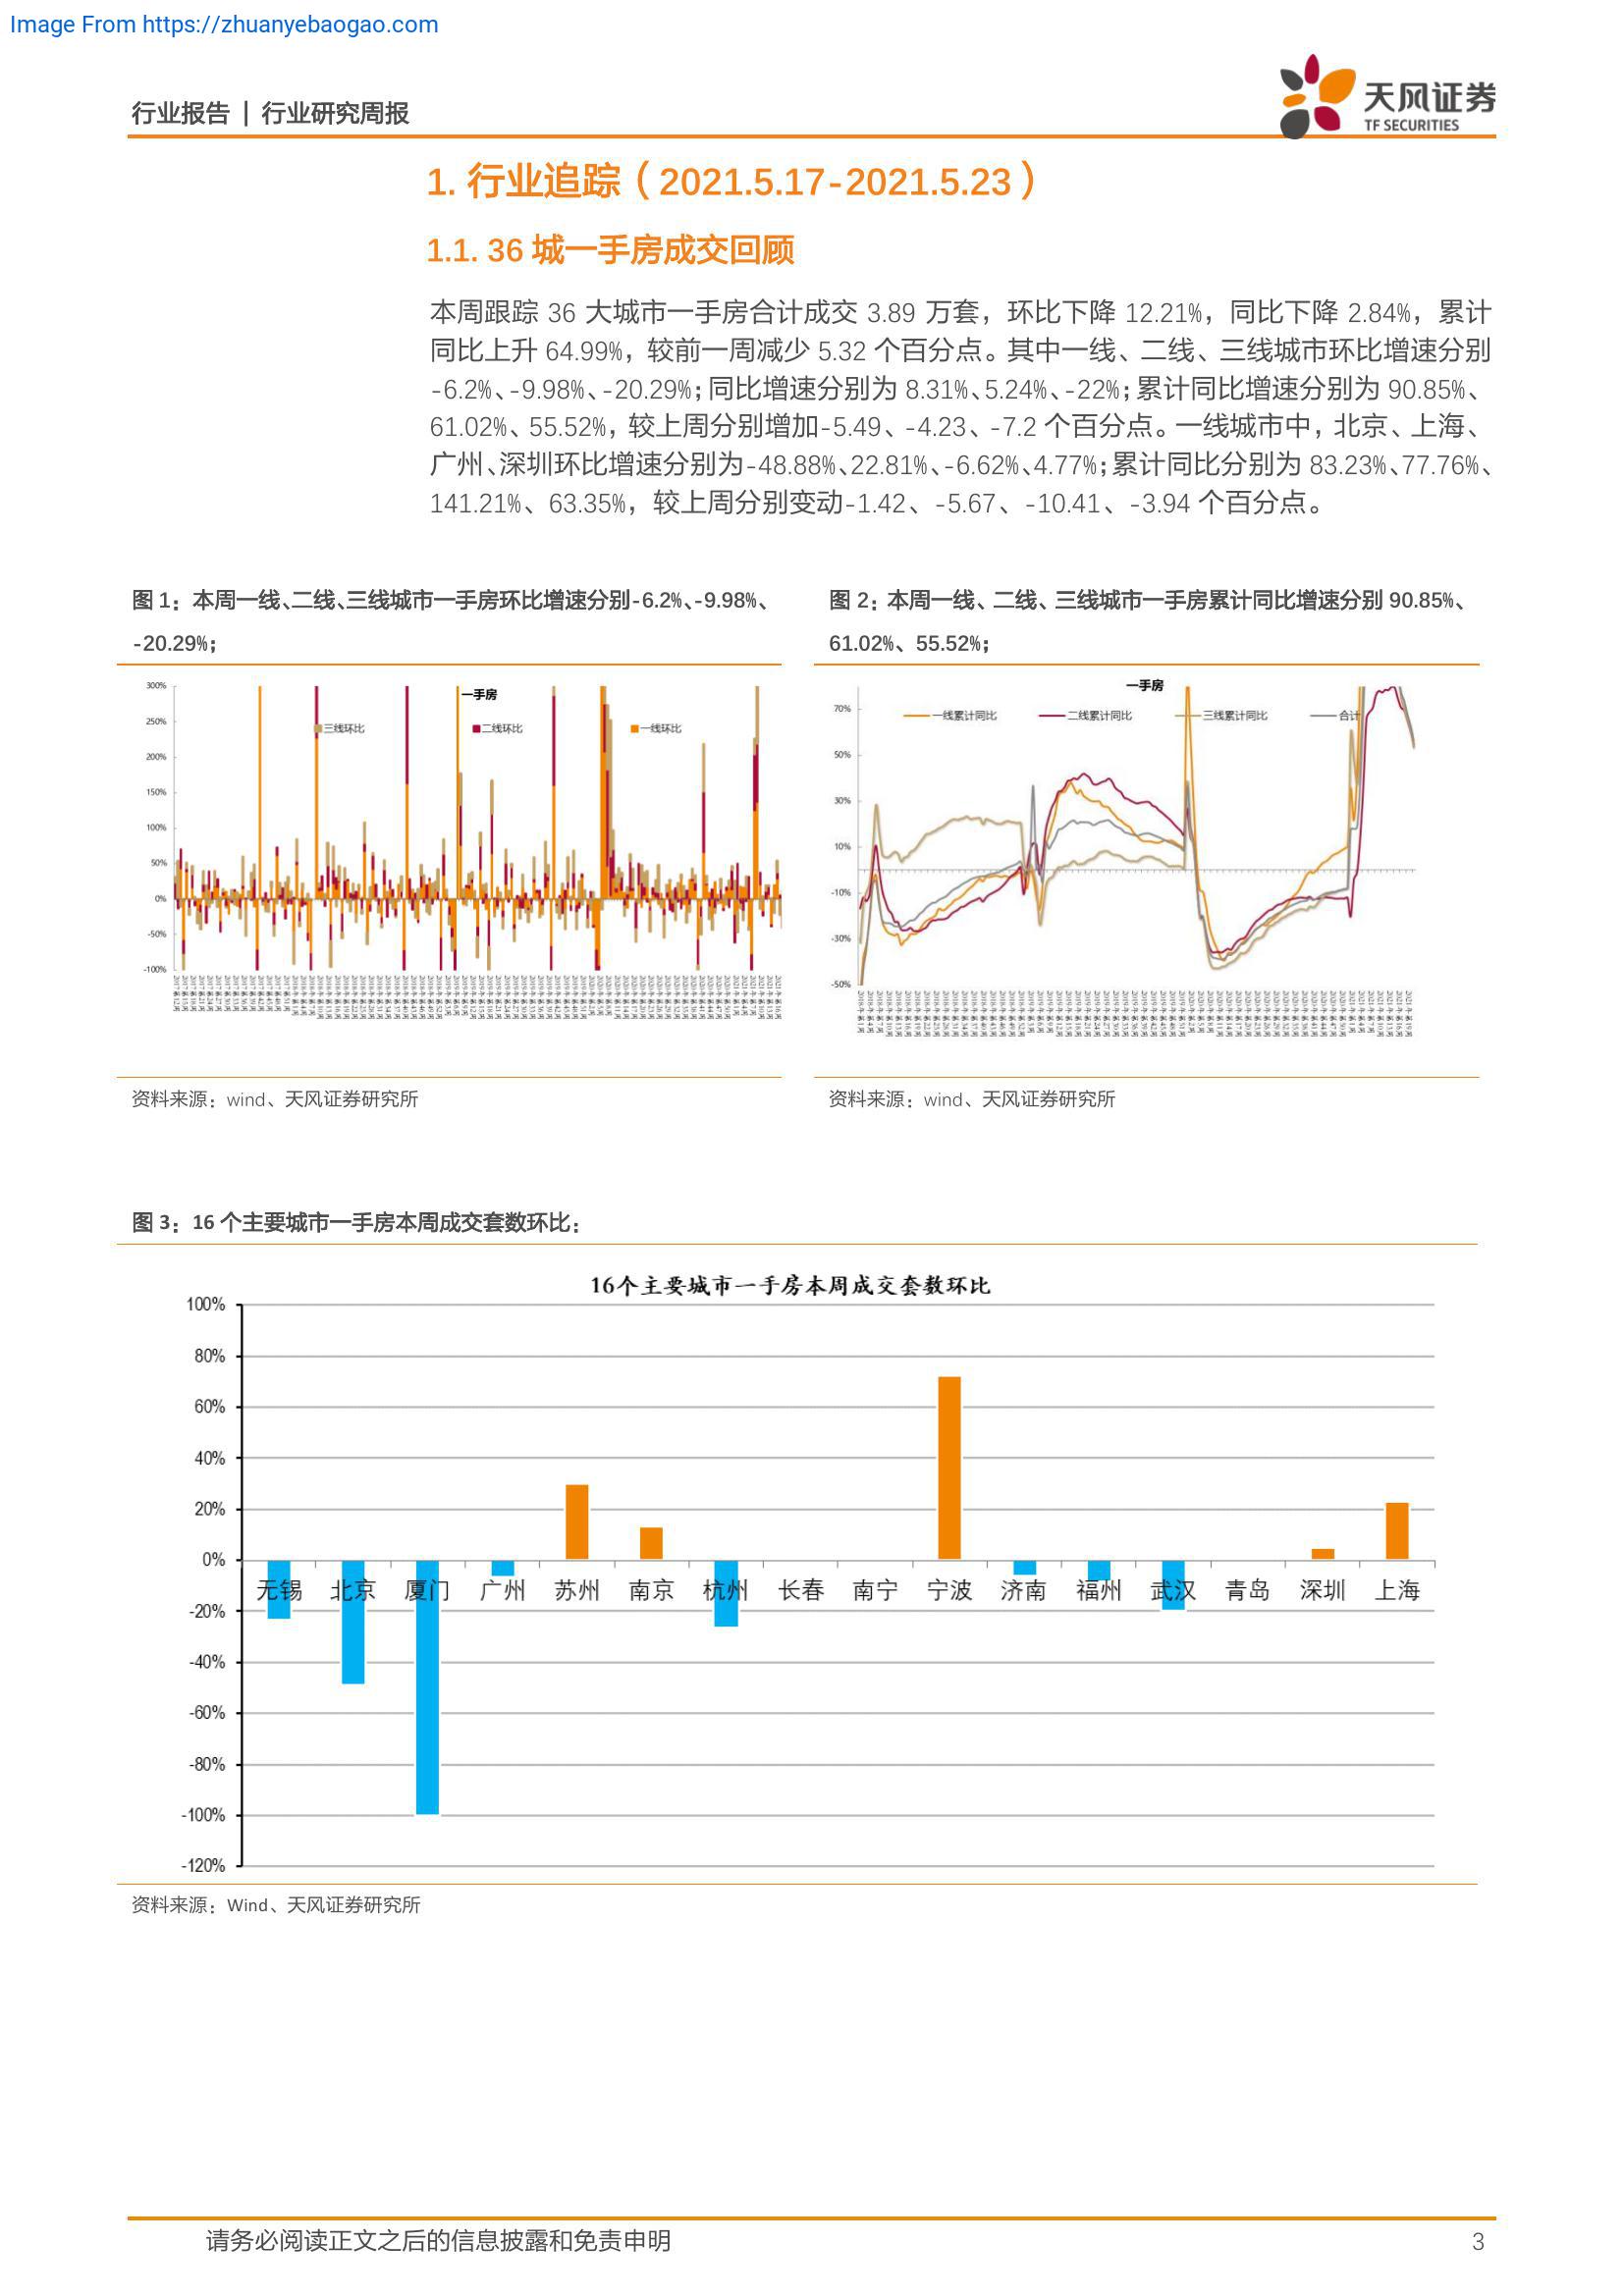 Image From https://zhuanyebaogao.com
行业报告 | 行业研究周报
天风证券
TF SECURITIES
1. 行业追踪（2021.5.17-2021.5.23）
1.1. 36 城一手房成交回顾
本周跟踪 36 大城市一手房合计成交 3.89 万套，环比下降 12.21%，同比下降 2.84%，累计
同比上升 64.99%，较前一周减少 5.32 个百分点。其中一线、二线、三线城市环比增速分别
-6.2%、-9.98%、-20.29%；同比增速分别为 8.31%、5.24%、-22%；累计同比增速分别为 90.85%、
61.02%、55.52%，较上周分别增加-5.49、-4.23、-7.2 个百分点。一线城市中，北京、上海、
广州、深圳环比增速分别为-48.88%、22.81%、-6.62%、4.77%；累计同比分别为 83.23%、77.76%、
141.21%、63.35%，较上周分别变动-1.42、-5.67、-10.41、-3.94 个百分点。
图 1：本周一线、二线、三线城市一手房环比增速分别-6.2%、-9.98%、
-20.29%；
一手房
三线环比 二线环比 一线环比
300%
250%
200%
150%
100%
50%
0%
-50%
-100%
资料来源：wind、天风证券研究所
图 2：本周一线、二线、三线城市一手房累计同比增速分别 90.85%、
61.02%、55.52%；
一手房
一线累计同比 二线累计同比 三线累计同比 合计
70%
50%
30%
10%
-10%
-30%
-50%
资料来源：wind、天风证券研究所
图 3：16 个主要城市一手房本周成交套数环比；
16个主要城市一手房本周成交套数环比
100%
80%
60%
40%
20%
0%
-20%
-40%
-60%
-80%
-100%
-120%
无锡 北京 厦门 广州 苏州 南京 杭州 长春 南宁 宁波 济南 福州 武汉 青岛 深圳 上海
资料来源：Wind、天风证券研究所
请务必阅读正文之后的信息披露和免责申明
3